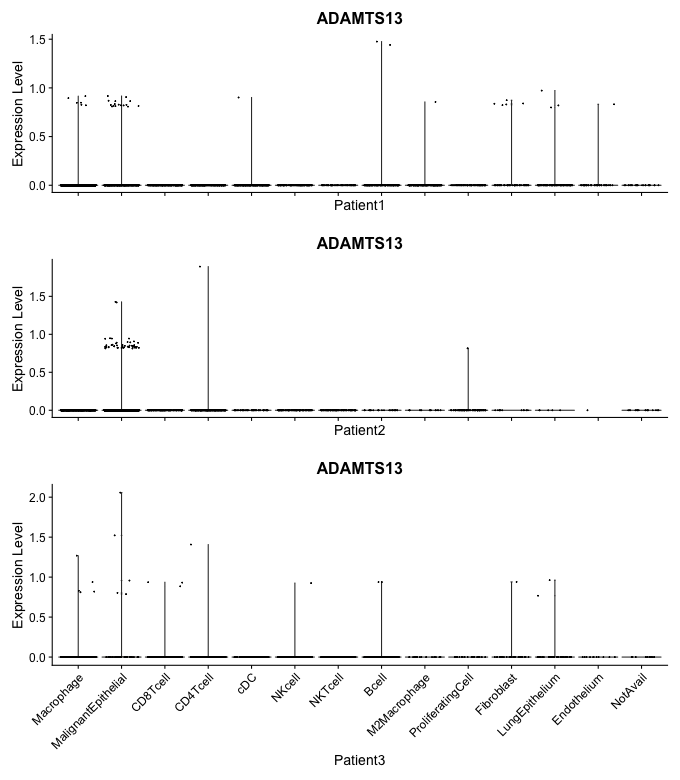 ADAMTS13
Expression Level
1.5
1.0
0.5
0.0
Patient1
ADAMTS13
Expression Level
1.5
1.0
0.5
0.0
Patient2
ADAMTS13
Expression Level
2.0
1.5
1.0
0.5
0.0
Macrophage
MalignantEpithelial
CD8Tcell
CD4Tcell
cDC
NKcell
NKTcell
Bcell
M2Macrophage
ProliferatingCell
Fibroblast
LungEpithelium
Endothelium
NotAvail
Patient3